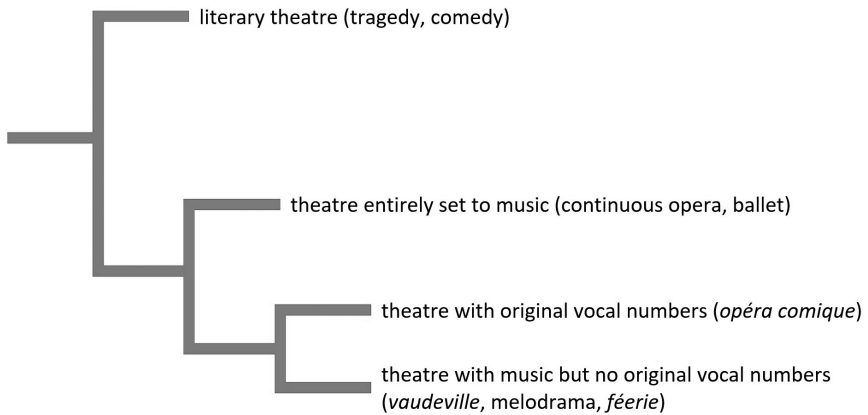 literary theatre (tragedy, comedy)
theatre entirely set to music (continuous opera, ballet)
theatre with original vocal numbers (opéra comique)
theatre with music but no original vocal numbers
(vaudeville, melodrama, féerie)